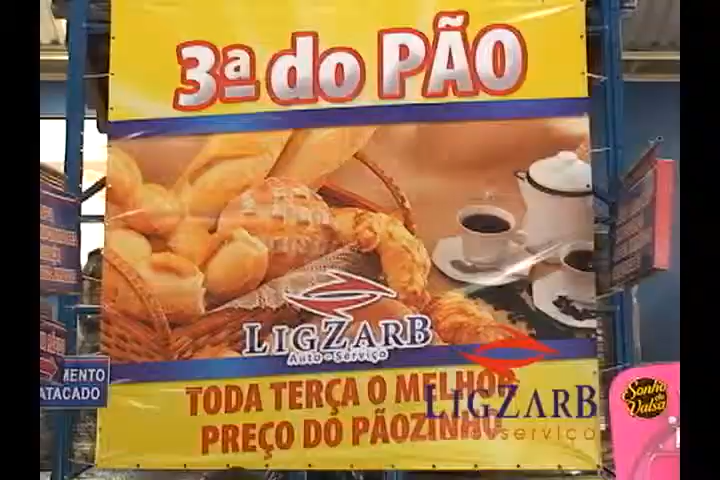 3ª do PÃO
LIGZARB
Auto-Serviço
TODA TERÇA O MELHOR
PREÇO DO PÃOZINHO
LIGZARB
serviço
MENTO
ATACADO
Sonho
de
Valsa